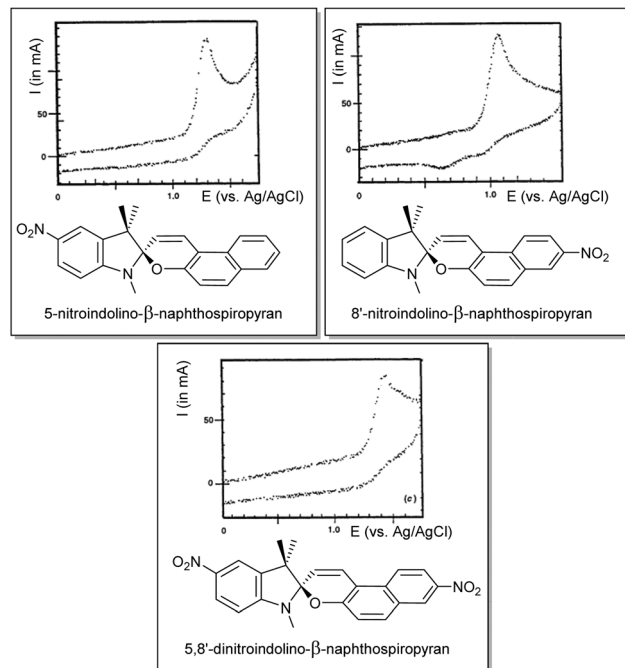 I (in mA)
50
0
1.0
E (vs. Ag/AgCl)
O₂N
N
O
5-nitroindolino-β-naphthospiropyran
I (in mA)
50
0
0
1.0
E (vs. Ag/AgCl)
N
O
NO₂
8'-nitroindolino-β-naphthospiropyran
I (in mA)
50
0
0
1.0
(c)
E (vs. Ag/AgCl)
O₂N
N
O
NO₂
5,8'-dinitroindolino-β-naphthospiropyran